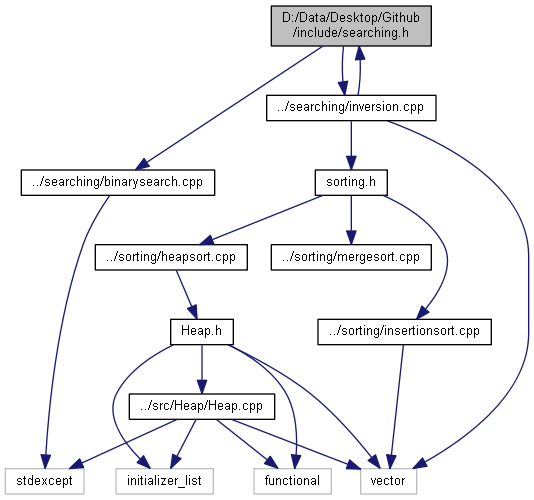 D:/Data/Desktop/Github
/include/searching.h
../searching/inversion.cpp
../searching/binarysearch.cpp
sorting.h
../sorting/heapsort.cpp
../sorting/mergesort.cpp
Heap.h
../sorting/insertionsort.cpp
../src/Heap/Heap.cpp
stdexcept
initializer_list
functional
vector